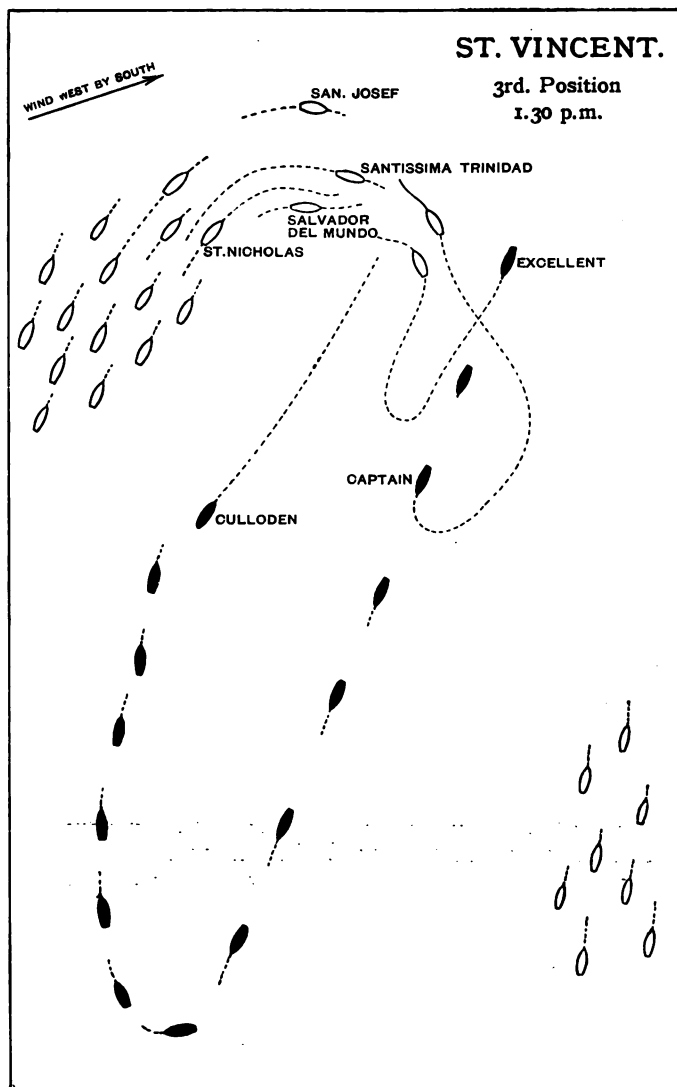 ST. VINCENT.
3rd. Position
1.30 p.m.
WIND WEST BY SOUTH
SAN. JOSEF
SANTISSIMA TRINIDAD
SALVADOR
DEL MUNDO
ST. NICHOLAS
EXCELLENT
CAPTAIN
CULLODEN